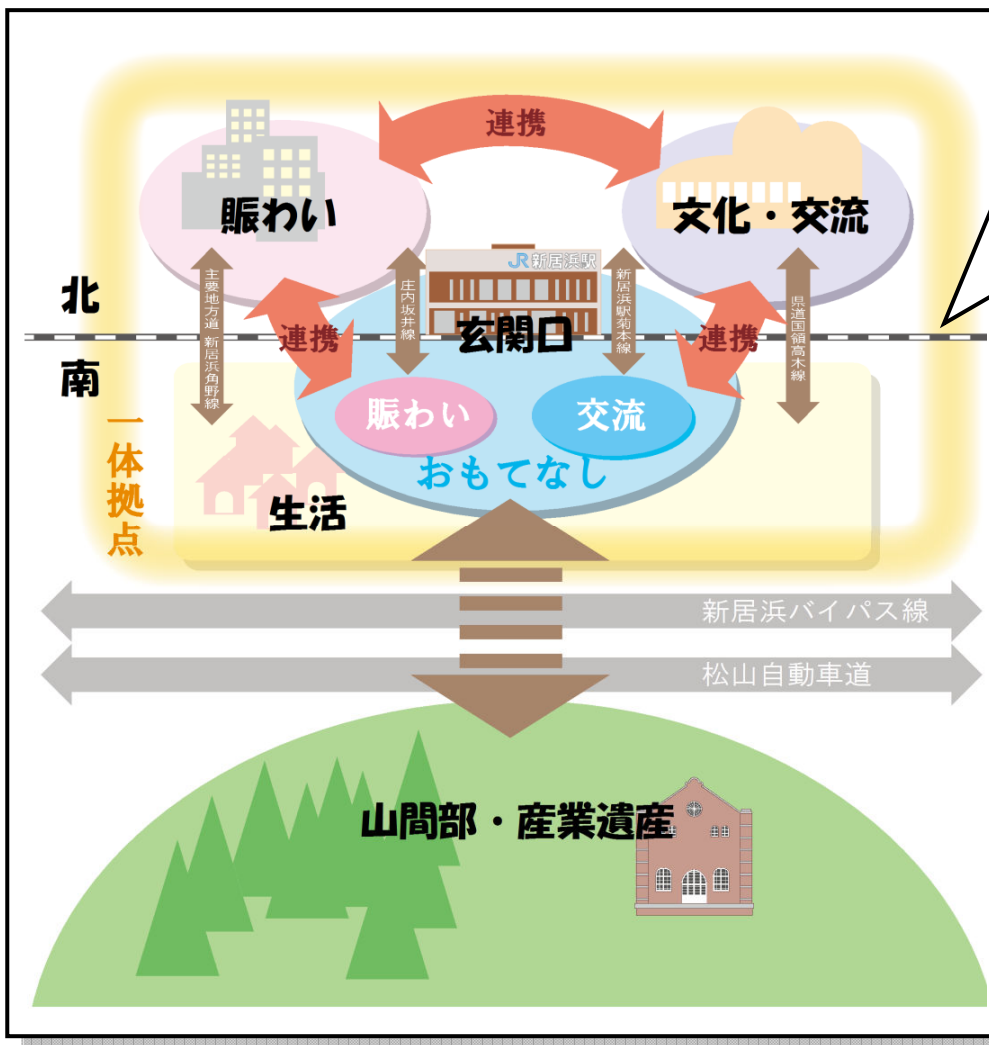 連携
賑わい
文化・交流
JR新居浜駅
北
主要地方道 新居浜角野線
庄内坂井線
新居浜駅菊本線
県道国領高木線
玄関口
連携
連携
南
賑わい
交流
おもてなし
一体拠点
生活
新居浜バイパス線
松山自動車道
山間部・産業遺産